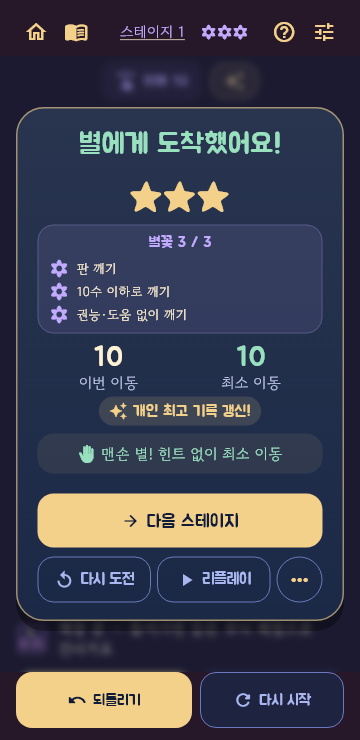 스테이지 1
별에게 도착했어요!
별꽃 3 / 3
판 깨기
10수 이하로 깨기
권능·도움 없이 깨기
10 10
이번 이동 최소 이동
개인 최고 기록 갱신!
맨손 별! 힌트 없이 최소 이동
다음 스테이지
다시 도전 리플레이
되돌리기 다시 시작